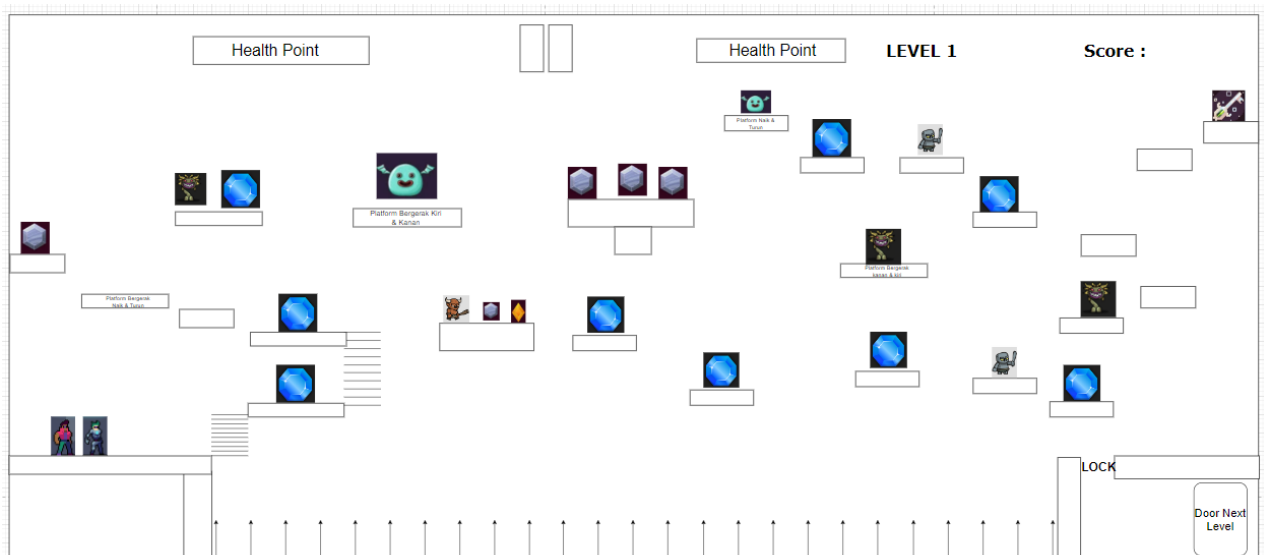 Health Point
Health Point
LEVEL 1
Score :
Platform Naik &
Turun
Platform Bergerak Kiri
& Kanan
Platform Bergerak
kanan & kiri
Platform Bergerak
Naik & Turun
LOCK
Door Next
Level